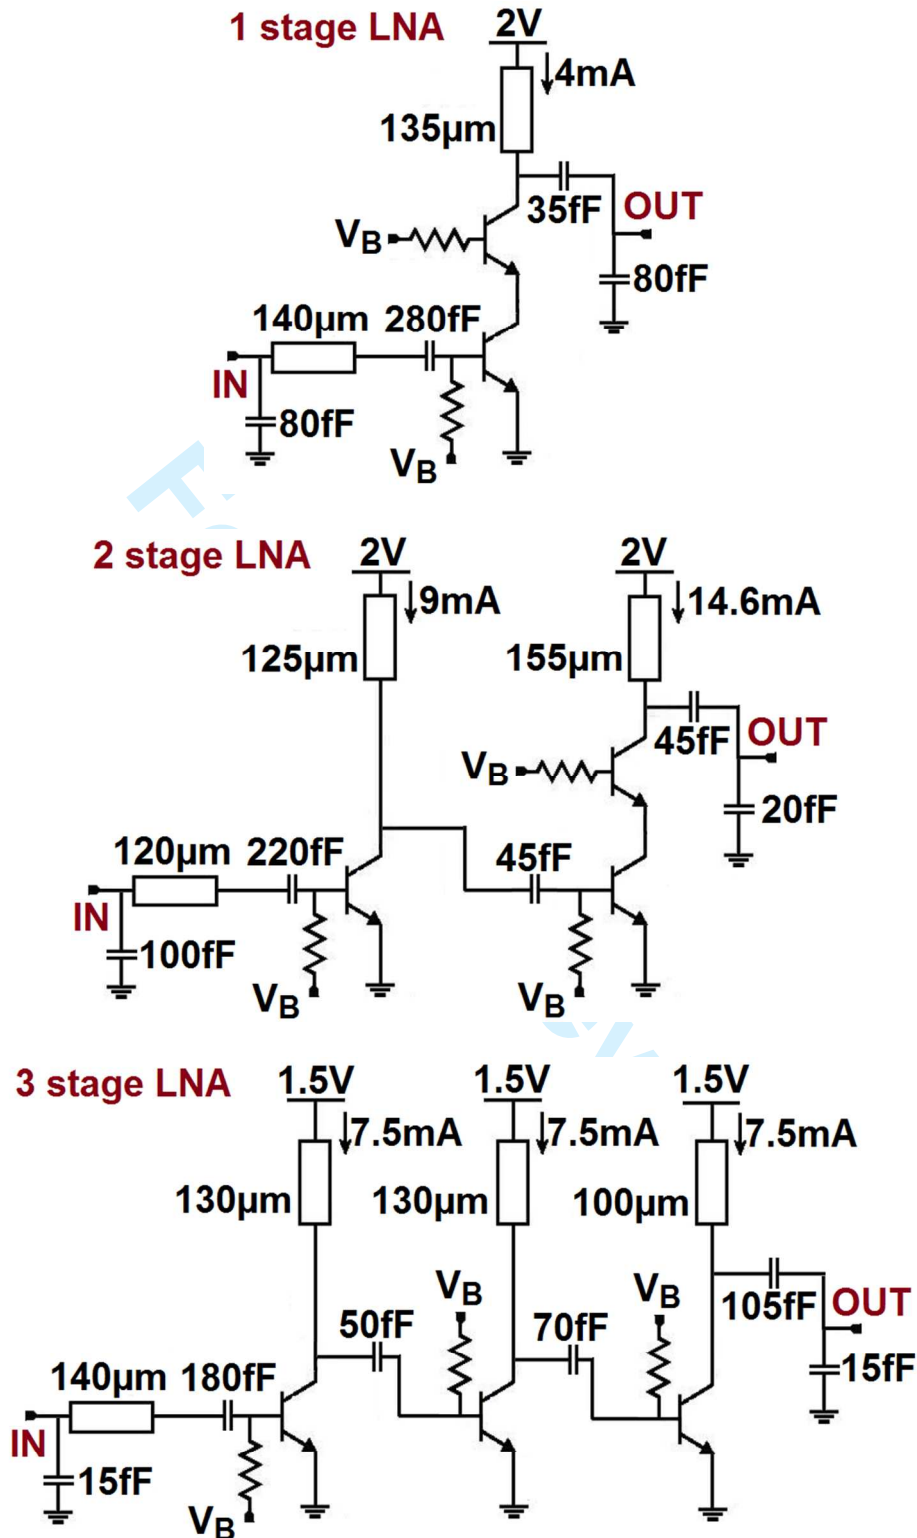 1 stage LNA
2V
4mA
135µm
35fF
OUT
VB
80fF
140µm
280fF
IN
80fF
VB
2 stage LNA
2V
2V
9mA
14.6mA
125µm
155µm
45fF
OUT
VB
20fF
120µm
220fF
45fF
IN
100fF
VB
VB
3 stage LNA
1.5V
1.5V
1.5V
7.5mA
7.5mA
7.5mA
130µm
130µm
100µm
VB
VB
105fF
OUT
50fF
70fF
15fF
140µm
180fF
IN
15fF
VB